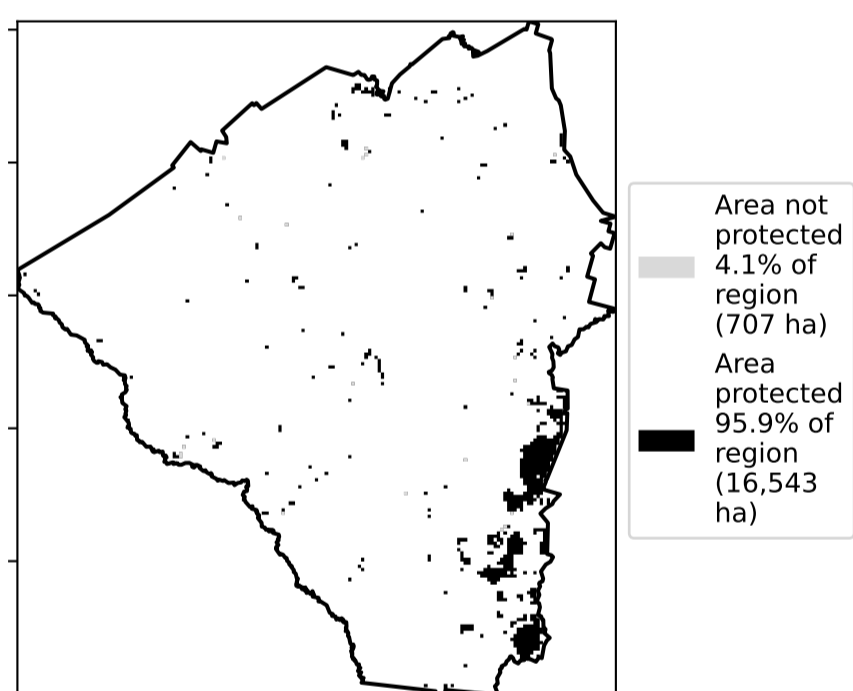 Area not
protected
4.1% of
region
(707 ha)
Area
protected
95.9% of
region
(16,543
ha)